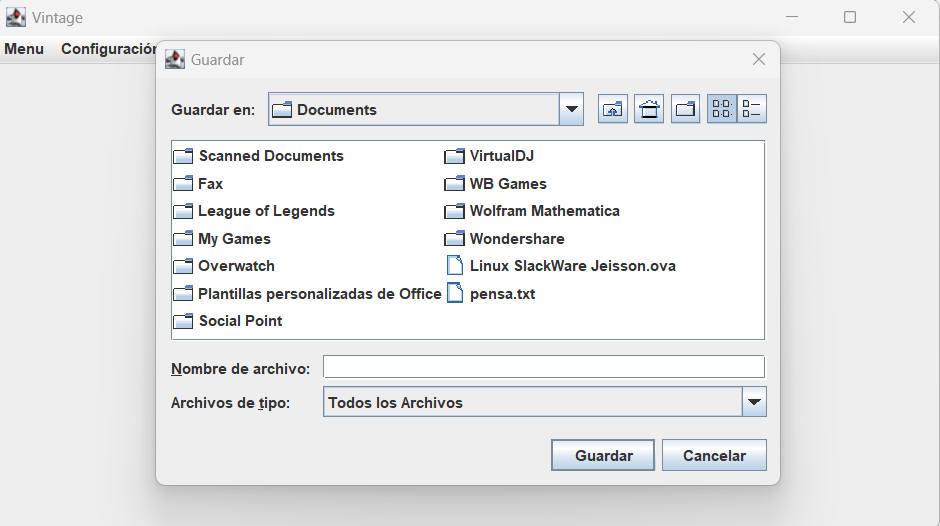 Vintage
Menu Configuración
Guardar
Guardar en: Documents
Scanned Documents
Fax
League of Legends
My Games
Overwatch
Plantillas personalizadas de Office
Social Point
VirtualDJ
WB Games
Wolfram Mathematica
Wondershare
Linux SlackWare Jeisson.ova
pensa.txt
Nombre de archivo:
Archivos de tipo: Todos los Archivos
Guardar Cancelar